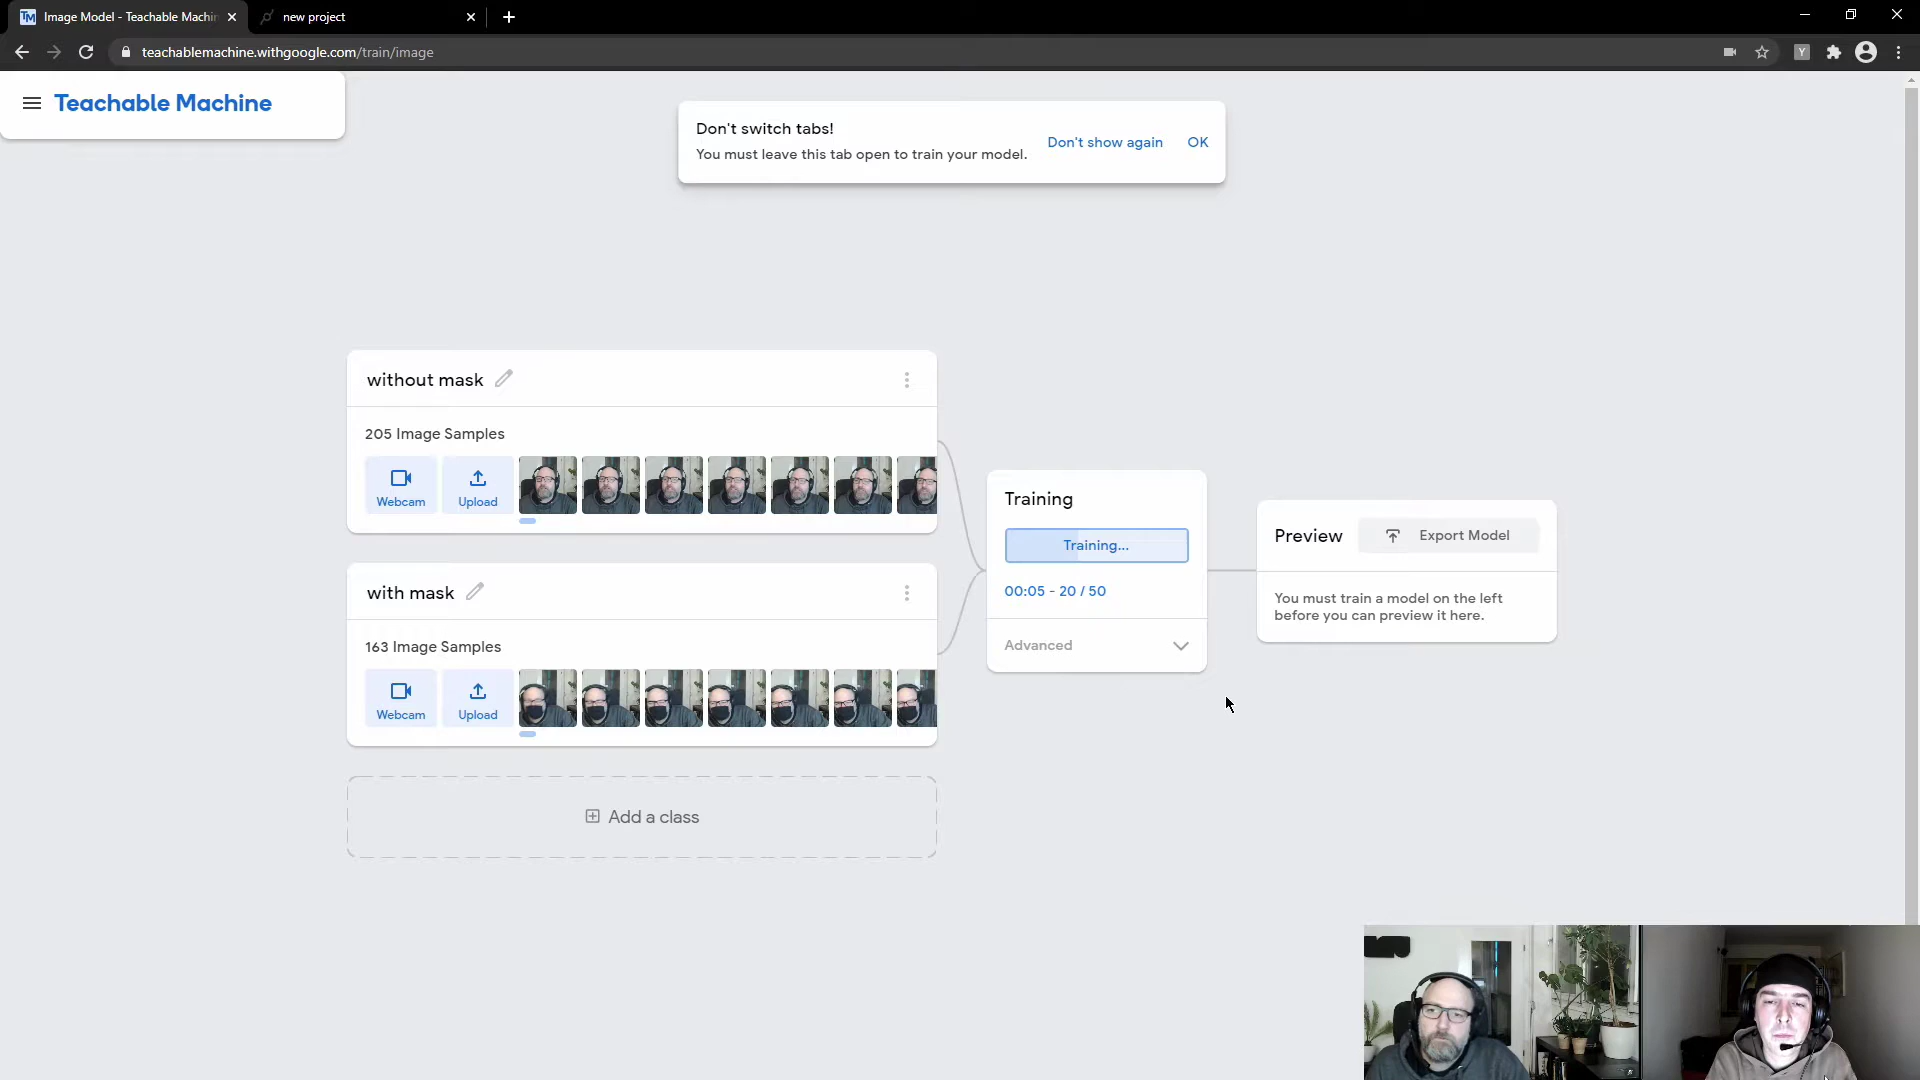 Image Model - Teachable Machin
new project
teachablemachine.withgoogle.com/train/image
Y
Teachable Machine
Don't switch tabs!
You must leave this tab open to train your model.
Don't show again
OK
without mask
205 Image Samples
Webcam
Upload
with mask
163 Image Samples
Webcam
Upload
Add a class
Training
Training...
00:05 - 20 / 50
Advanced
Preview
Export Model
You must train a model on the left
before you can preview it here.